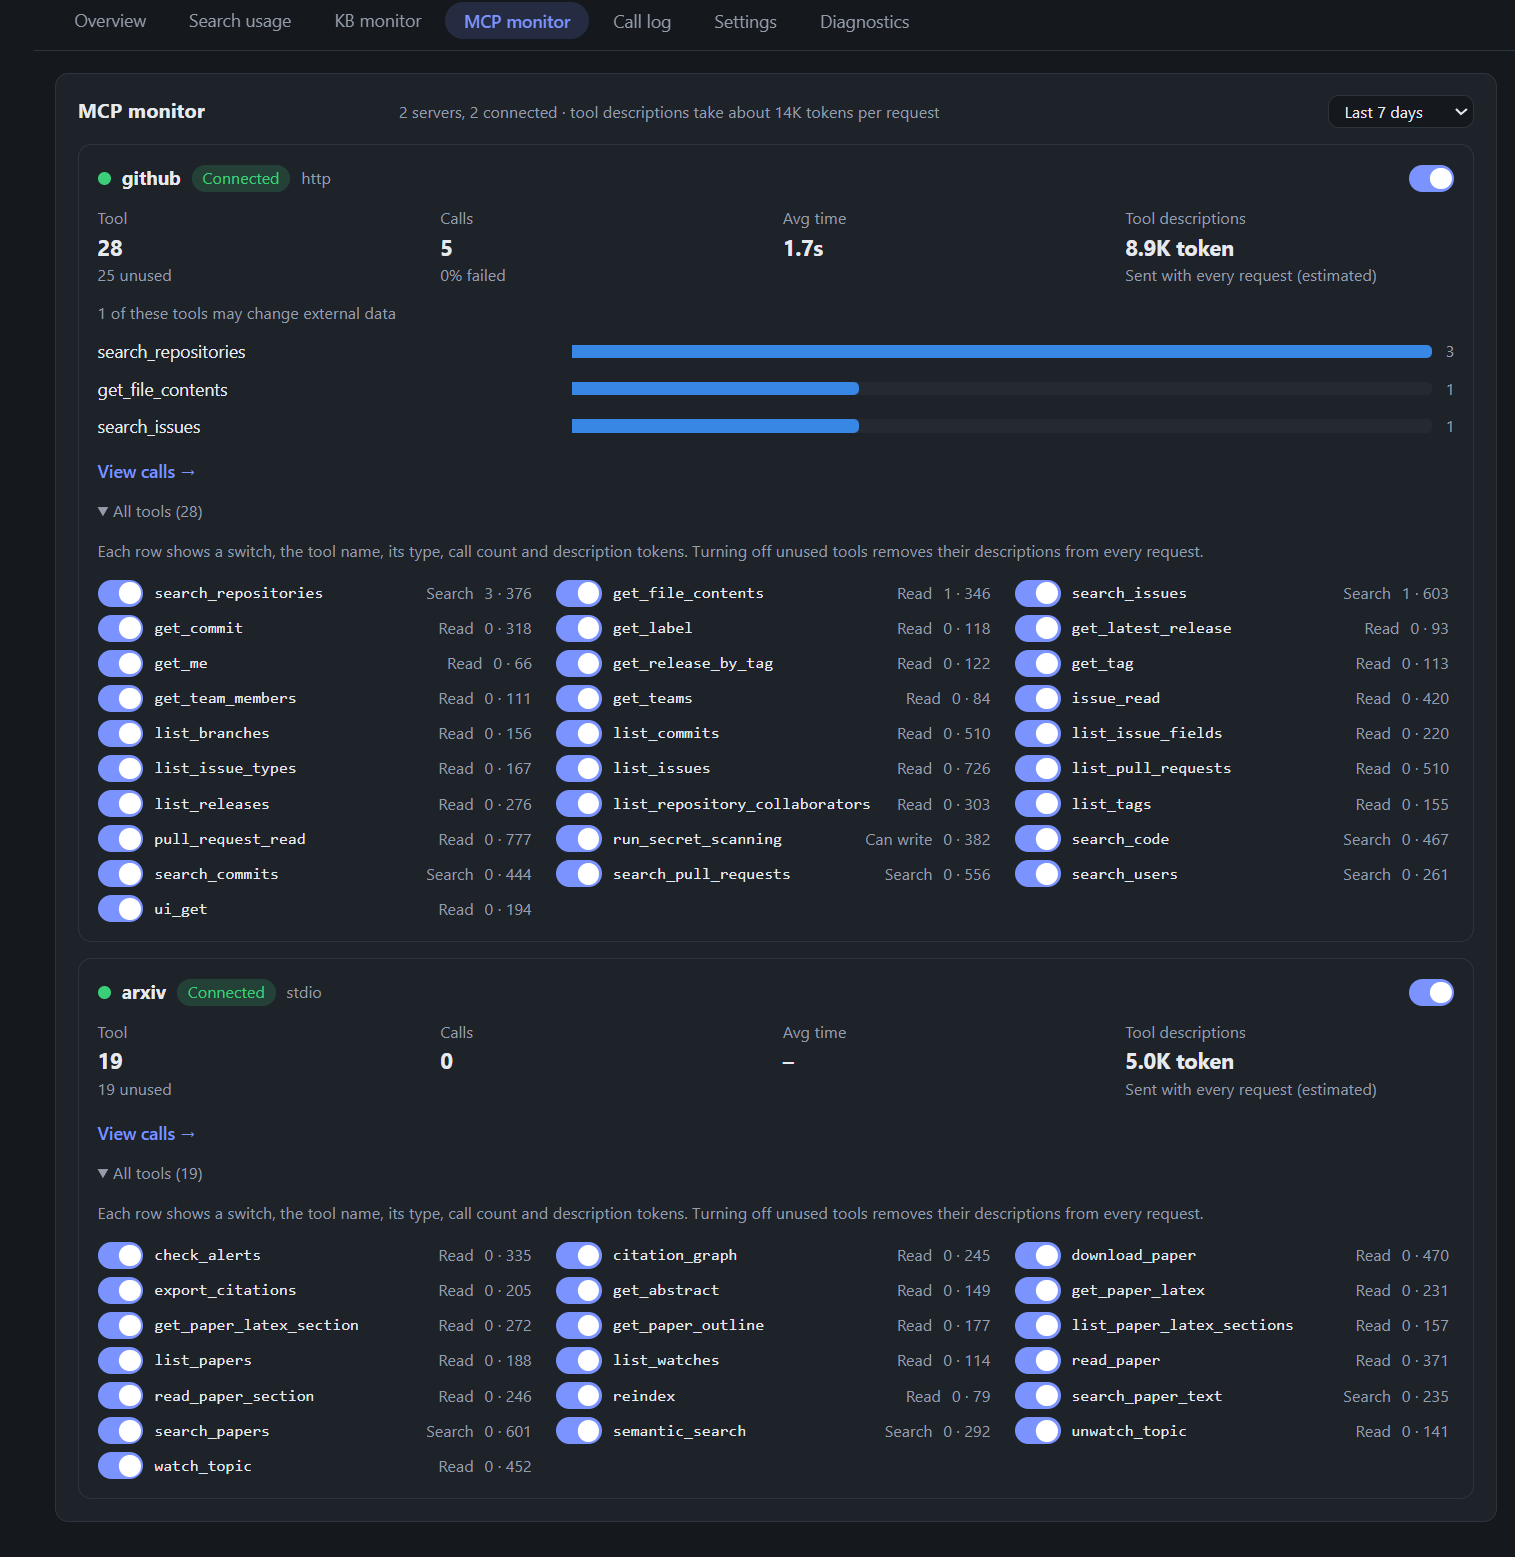 Overview Search usage KB monitor MCP monitor Call log Settings Diagnostics
MCP monitor 2 servers, 2 connected · tool descriptions take about 14K tokens per request Last 7 days
github Connected http
Tool Calls Avg time Tool descriptions
28 5 1.7s 8.9K token
25 unused 0% failed Sent with every request (estimated)
1 of these tools may change external data
search_repositories 3
get_file_contents 1
search_issues 1
View calls →
▼ All tools (28)
Each row shows a switch, the tool name, its type, call count and description tokens. Turning off unused tools removes their descriptions from every request.
search_repositories Search 3 · 376 get_file_contents Read 1 · 346 search_issues Search 1 · 603
get_commit Read 0 · 318 get_label Read 0 · 118 get_latest_release Read 0 · 93
get_me Read 0 · 66 get_release_by_tag Read 0 · 122 get_tag Read 0 · 113
get_team_members Read 0 · 111 get_teams Read 0 · 84 issue_read Read 0 · 420
list_branches Read 0 · 156 list_commits Read 0 · 510 list_issue_fields Read 0 · 220
list_issue_types Read 0 · 167 list_issues Read 0 · 726 list_pull_requests Read 0 · 510
list_releases Read 0 · 276 list_repository_collaborators Read 0 · 303 list_tags Read 0 · 155
pull_request_read Read 0 · 777 run_secret_scanning Can write 0 · 382 search_code Search 0 · 467
search_commits Search 0 · 444 search_pull_requests Search 0 · 556 search_users Search 0 · 261
ui_get Read 0 · 194
arxiv Connected stdio
Tool Calls Avg time Tool descriptions
19 0 – 5.0K token
19 unused Sent with every request (estimated)
View calls →
▼ All tools (19)
Each row shows a switch, the tool name, its type, call count and description tokens. Turning off unused tools removes their descriptions from every request.
check_alerts Read 0 · 335 citation_graph Read 0 · 245 download_paper Read 0 · 470
export_citations Read 0 · 205 get_abstract Read 0 · 149 get_paper_latex Read 0 · 231
get_paper_latex_section Read 0 · 272 get_paper_outline Read 0 · 177 list_paper_latex_sections Read 0 · 157
list_papers Read 0 · 188 list_watches Read 0 · 114 read_paper Read 0 · 371
read_paper_section Read 0 · 246 reindex Read 0 · 79 search_paper_text Search 0 · 235
search_papers Search 0 · 601 semantic_search Search 0 · 292 unwatch_topic Read 0 · 141
watch_topic Read 0 · 452